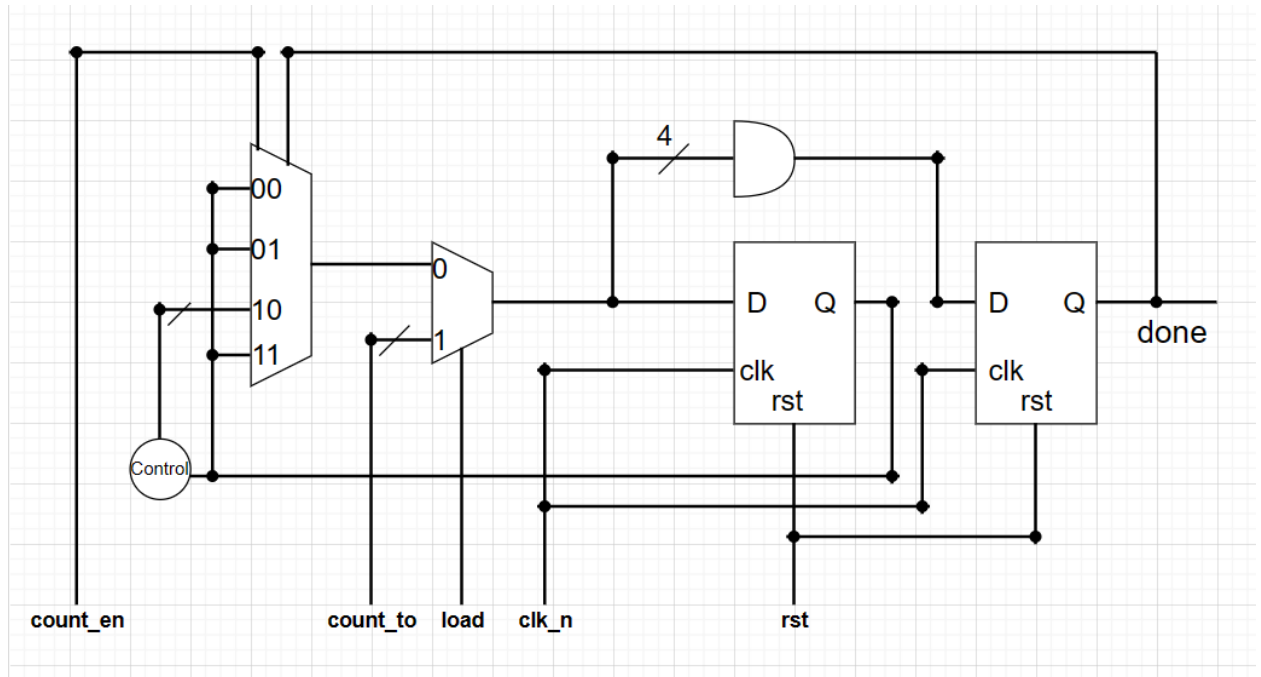 4
00
01
10
11
0
1
D
Q
clk
rst
D
Q
clk
rst
done
Control
count_en
count_to
load
clk_n
rst